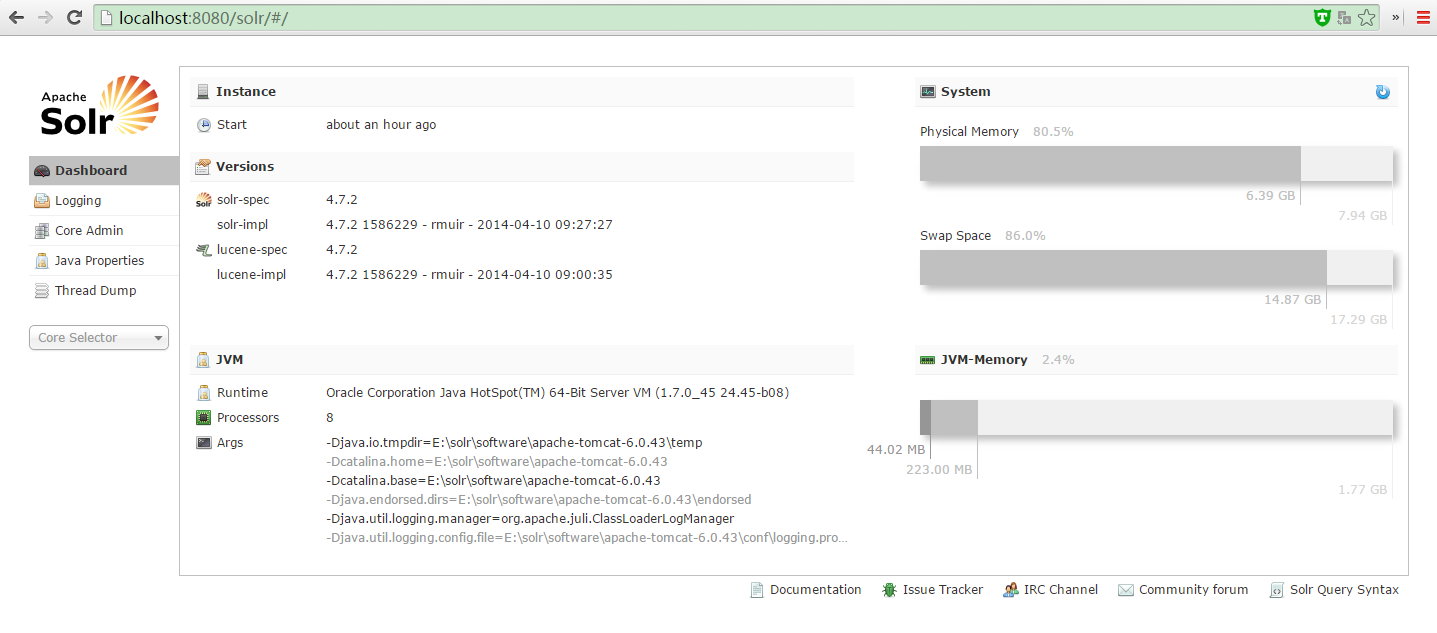 localhost:8080/solr/#/
»
Apache
Solr
Dashboard
Logging
Core Admin
Java Properties
Thread Dump
Core Selector
Instance
Start about an hour ago
Versions
solr-spec 4.7.2
solr-impl 4.7.2 1586229 - rmuir - 2014-04-10 09:27:27
lucene-spec 4.7.2
lucene-impl 4.7.2 1586229 - rmuir - 2014-04-10 09:00:35
JVM
Runtime Oracle Corporation Java HotSpot(TM) 64-Bit Server VM (1.7.0_45 24.45-b08)
Processors 8
Args -Djava.io.tmpdir=E:\solr\software\apache-tomcat-6.0.43\temp
-Dcatalina.home=E:\solr\software\apache-tomcat-6.0.43
-Dcatalina.base=E:\solr\software\apache-tomcat-6.0.43
-Djava.endorsed.dirs=E:\solr\software\apache-tomcat-6.0.43\endorsed
-Djava.util.logging.manager=org.apache.juli.ClassLoaderLogManager
-Djava.util.logging.config.file=E:\solr\software\apache-tomcat-6.0.43\conf\logging.pro...
System
Physical Memory 80.5%
6.39 GB
7.94 GB
Swap Space 86.0%
14.87 GB
17.29 GB
JVM-Memory 2.4%
44.02 MB
223.00 MB
1.77 GB
Documentation Issue Tracker IRC Channel Community forum Solr Query Syntax